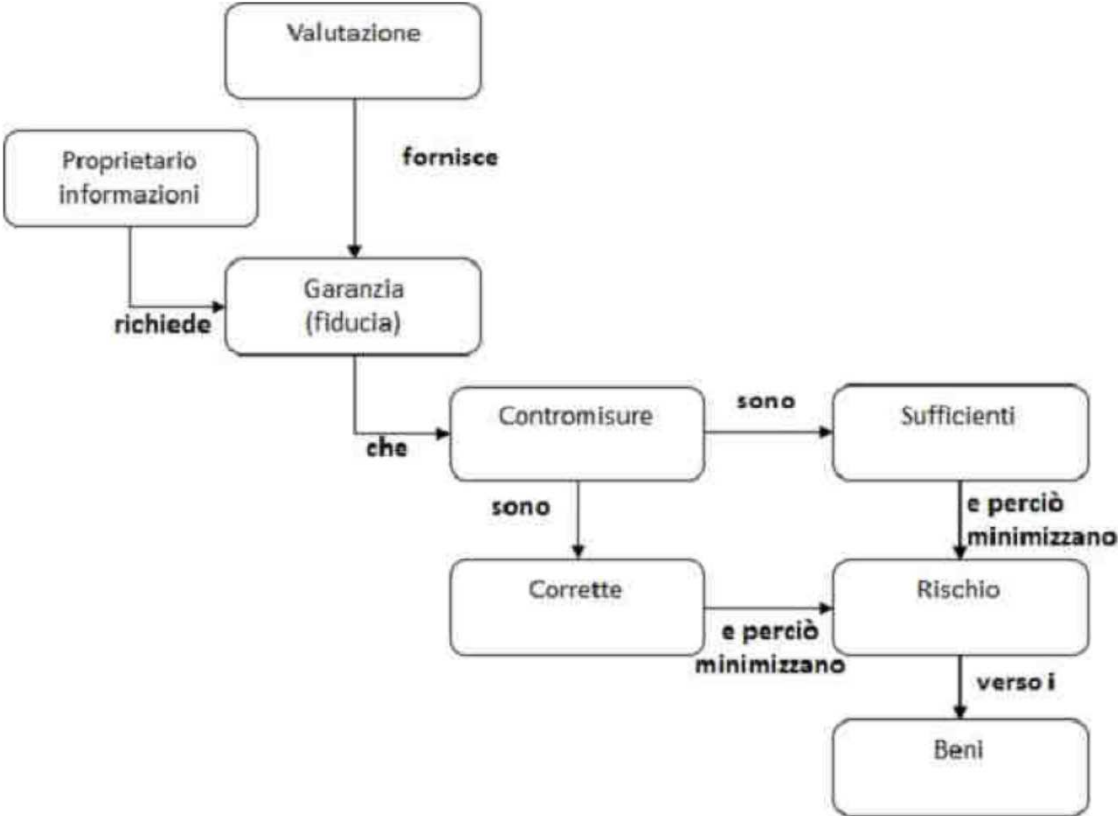 Valutazione
fornisce
Proprietario
informazioni
richiede
Garanzia
(fiducia)
che
Contromisure
sono
Sufficienti
sono
e perciò
minimizzano
Corrette
e perciò
minimizzano
Rischio
verso i
Beni